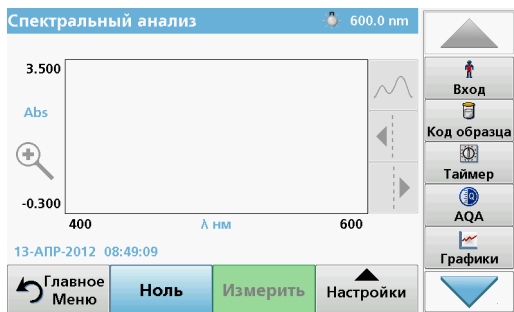 Спектральный анализ
600.0 nm
3.500
Abs
-0.300
400
λ нм
600
13-АПР-2012 08:49:09
Главное
Меню
Ноль
Измерить
Настройки
Вход
Код образца
Таймер
AQA
Графики